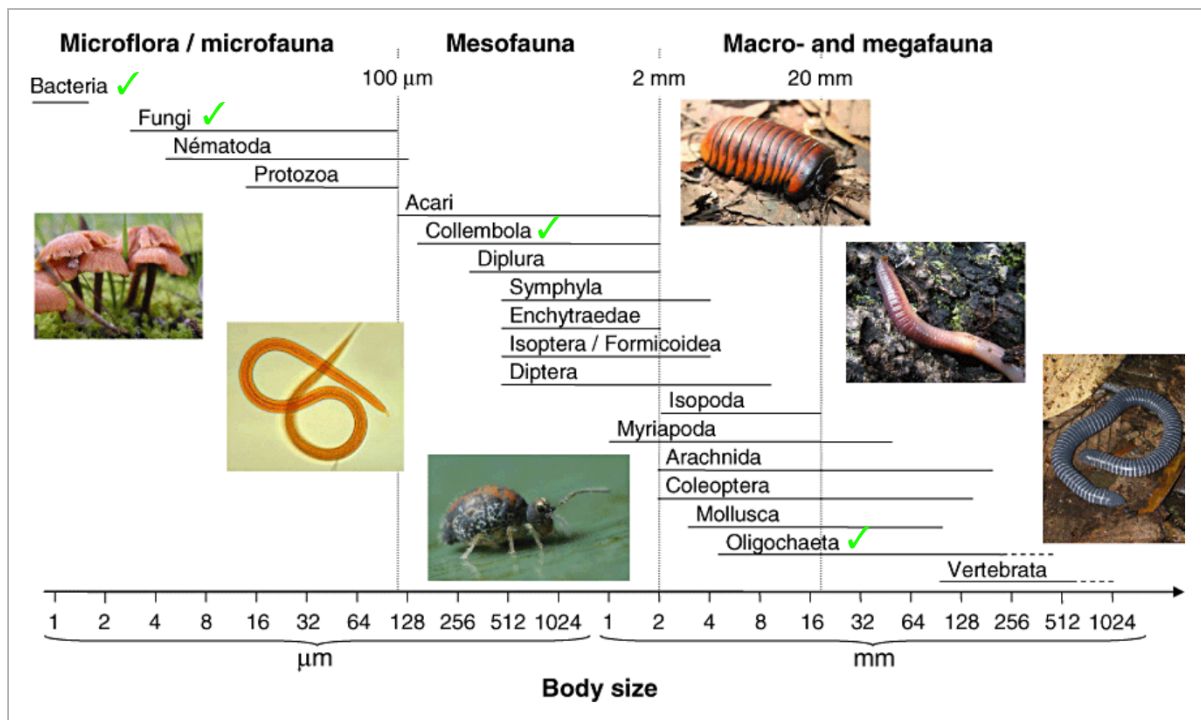 Microflora / microfauna Mesofauna Macro- and megafauna
100 µm 2 mm 20 mm
Bacteria ✓
Fungi ✓
Nématoda
Protozoa
Acari
Collembola ✓
Diplura
Symphyla
Enchytraedae
Isoptera / Formicoidea
Diptera
Isopoda
Myriapoda
Arachnida
Coleoptera
Mollusca
Oligochaeta ✓
Vertebrata
1 2 4 8 16 32 64 128 256 512 1024 1 2 4 8 16 32 64 128 256 512 1024
µm mm
Body size